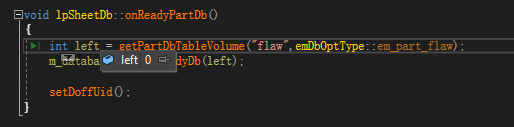 void lpSheetDb::onReadyPartDb()
{
int left = getPartDbTableVolume("flaw",emDbOptType::em_part_flaw);
m_databa left 0 dyDb(left);
setDoffUid();
}